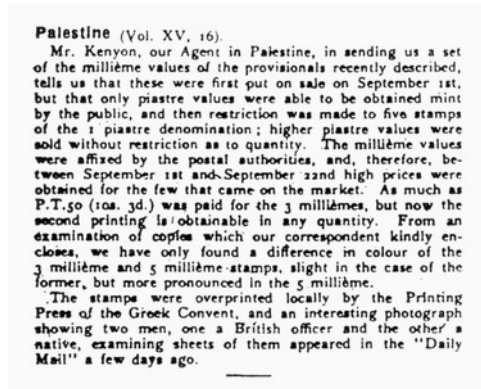 Palestine (Vol. XV, 16).
Mr. Kenyon, our Agent in Palestine, in sending us a set
of the millième values of the provisionals recently described,
tells us that these were first put on sale on September 1st,
but that only piastre values were able to be obtained mint
by the public, and then restriction was made to five stamps
of the 1 piastre denomination; higher piastre values were
sold without restriction as to quantity. The millième values
were affixed by the postal authorities, and, therefore, be-
tween September 1st and September 22nd high prices were
obtained for the few that came on the market. As much as
P.T.50 (10s. 3d.) was paid for the 3 millièmes, but now the
second printing is obtainable in any quantity. From an
examination of copies which our correspondent kindly en-
closes, we have only found a difference in colour of the
3 millième and 5 millième stamps, slight in the case of the
former, but more pronounced in the 5 millième.
The stamps were overprinted locally by the Printing
Press of the Greek Convent, and an interesting photograph
showing two men, one a British officer and the other a
native, examining sheets of them appeared in the "Daily
Mail" a few days ago.